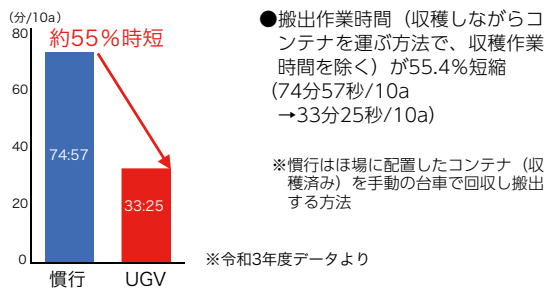 (分/10a)
80
60
40
20
0
約55%時短
74:57
33:25
慣行
UGV
※令和3年度データより
●搬出作業時間（収穫しながらコ
ンテナを運ぶ方法で、収穫作業
時間を除く）が55.4%短縮
（74分57秒/10a
→33分25秒/10a）
※慣行はほ場に配置したコンテナ（収
穫済み）を手動の台車で回収し搬出
する方法